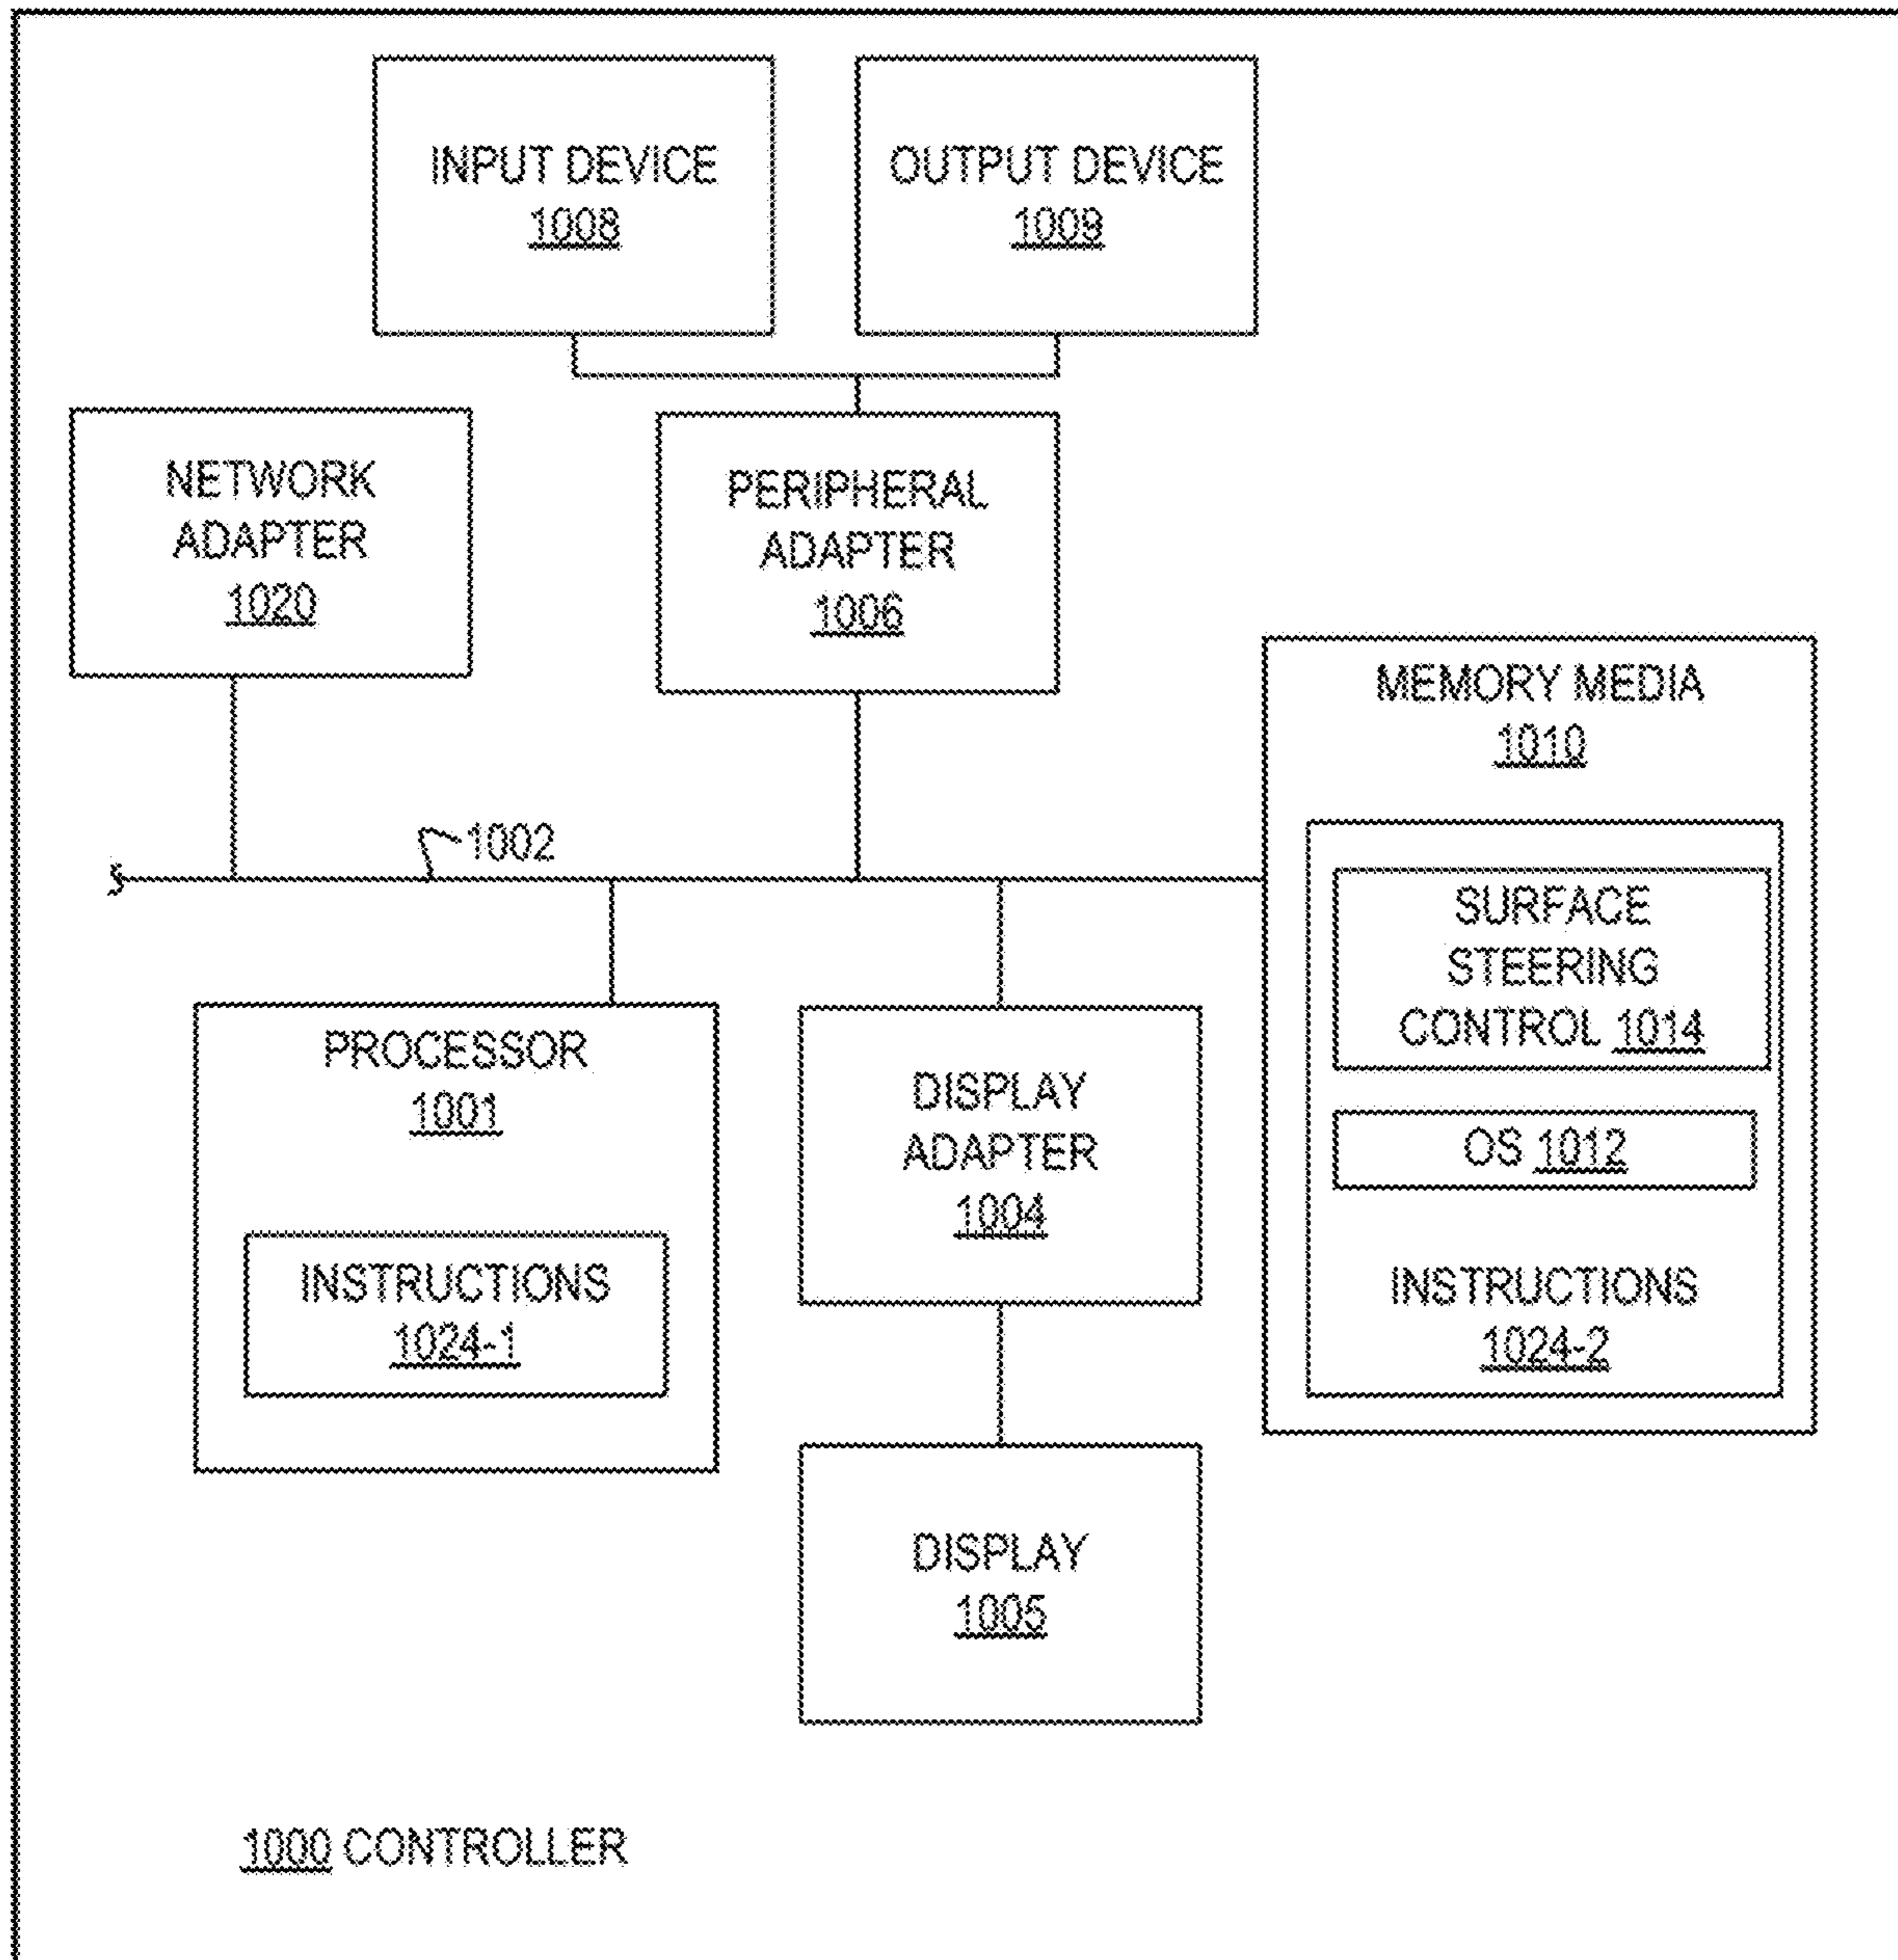 INPUT DEVICE
1008
OUTPUT DEVICE
1009
NETWORK
ADAPTER
1020
PERIPHERAL
ADAPTER
1006
MEMORY MEDIA
1010
1002
SURFACE
STEERING
CONTROL 1014
OS 1012
INSTRUCTIONS
1024-2
PROCESSOR
1001
INSTRUCTIONS
1024-1
DISPLAY
ADAPTER
1004
DISPLAY
1005
1000 CONTROLLER